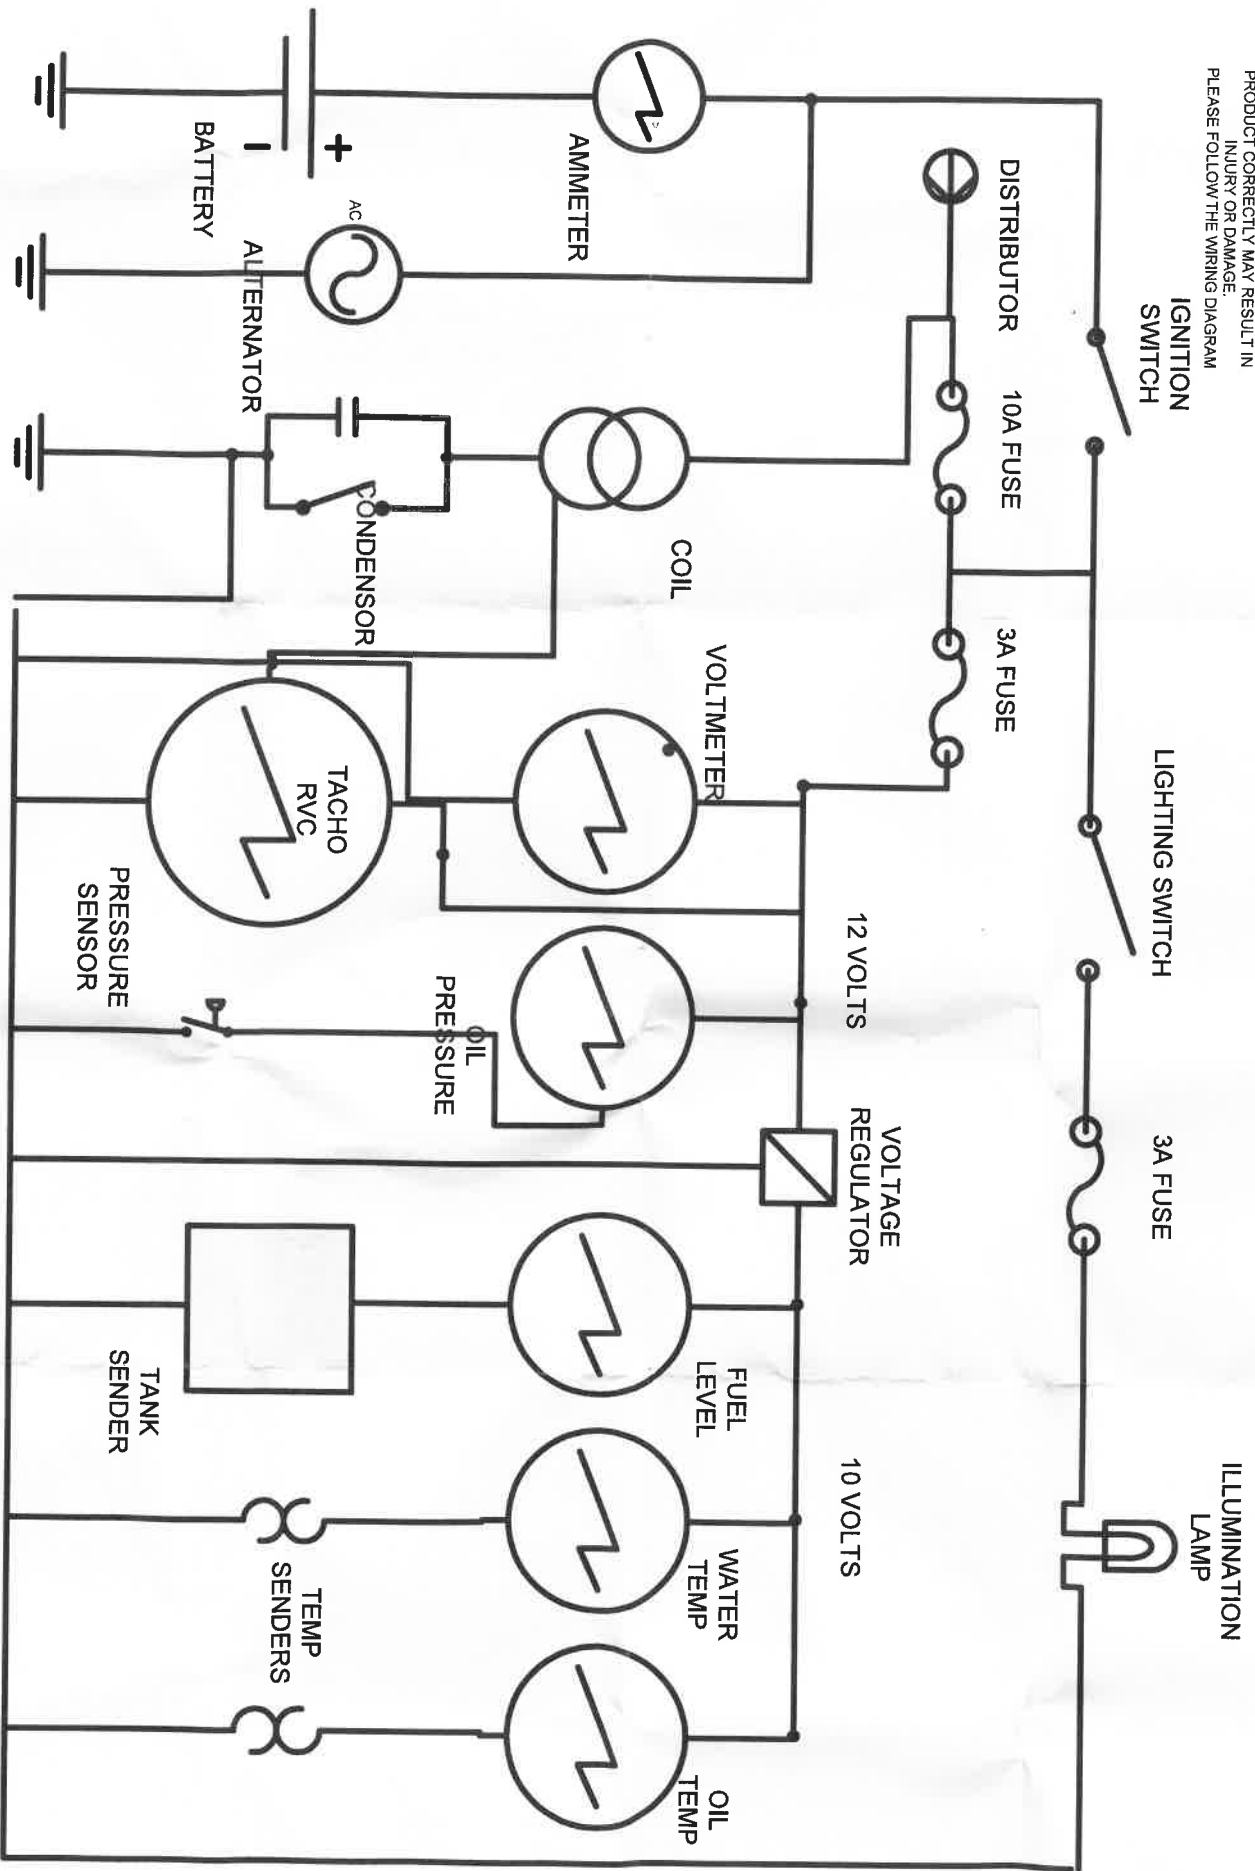 PRODUCT CORRECTLY MAY RESULT IN
INJURY OR DAMAGE.
PLEASE FOLLOW THE WIRING DIAGRAM
IGNITION
SWITCH
LIGHTING SWITCH
3A FUSE
ILLUMINATION
LAMP
DISTRIBUTOR
10A FUSE
3A FUSE
12 VOLTS
VOLTAGE
REGULATOR
10 VOLTS
AMMETER
COIL
VOLTMETER
FUEL
LEVEL
WATER
TEMP
OIL
TEMP
+
-
BATTERY
AC
ALTERNATOR
CONDENSOR
TACHO
RVC
OIL
PRESSURE
PRESSURE
SENSOR
TANK
SENDER
TEMP
SENDERS